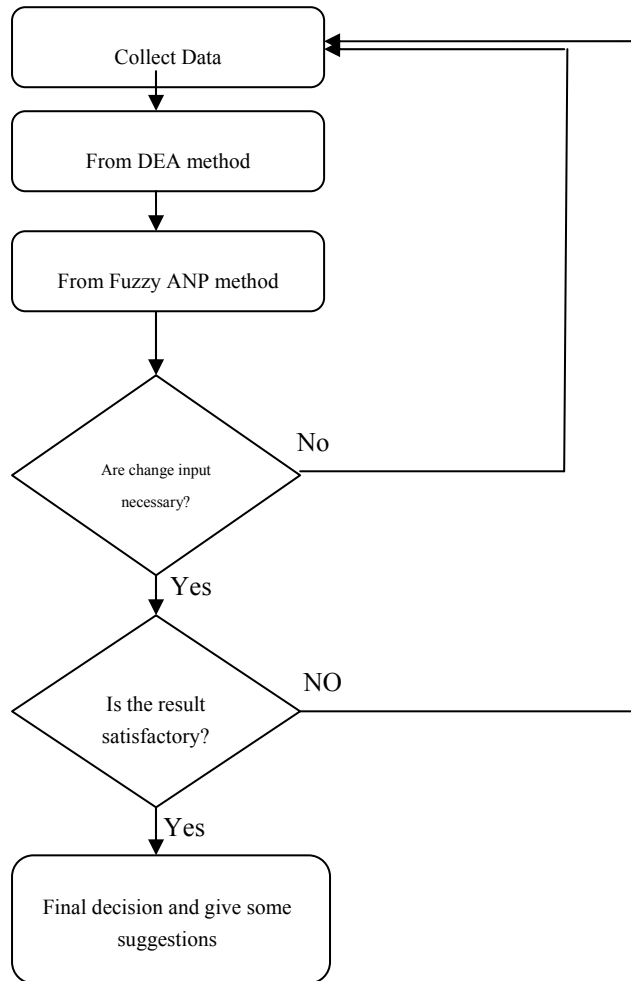 Collect Data
From DEA method
From Fuzzy ANP method
No
Are change input
necessary?
Yes
NO
Is the result
satisfactory?
Yes
Final decision and give some
suggestions